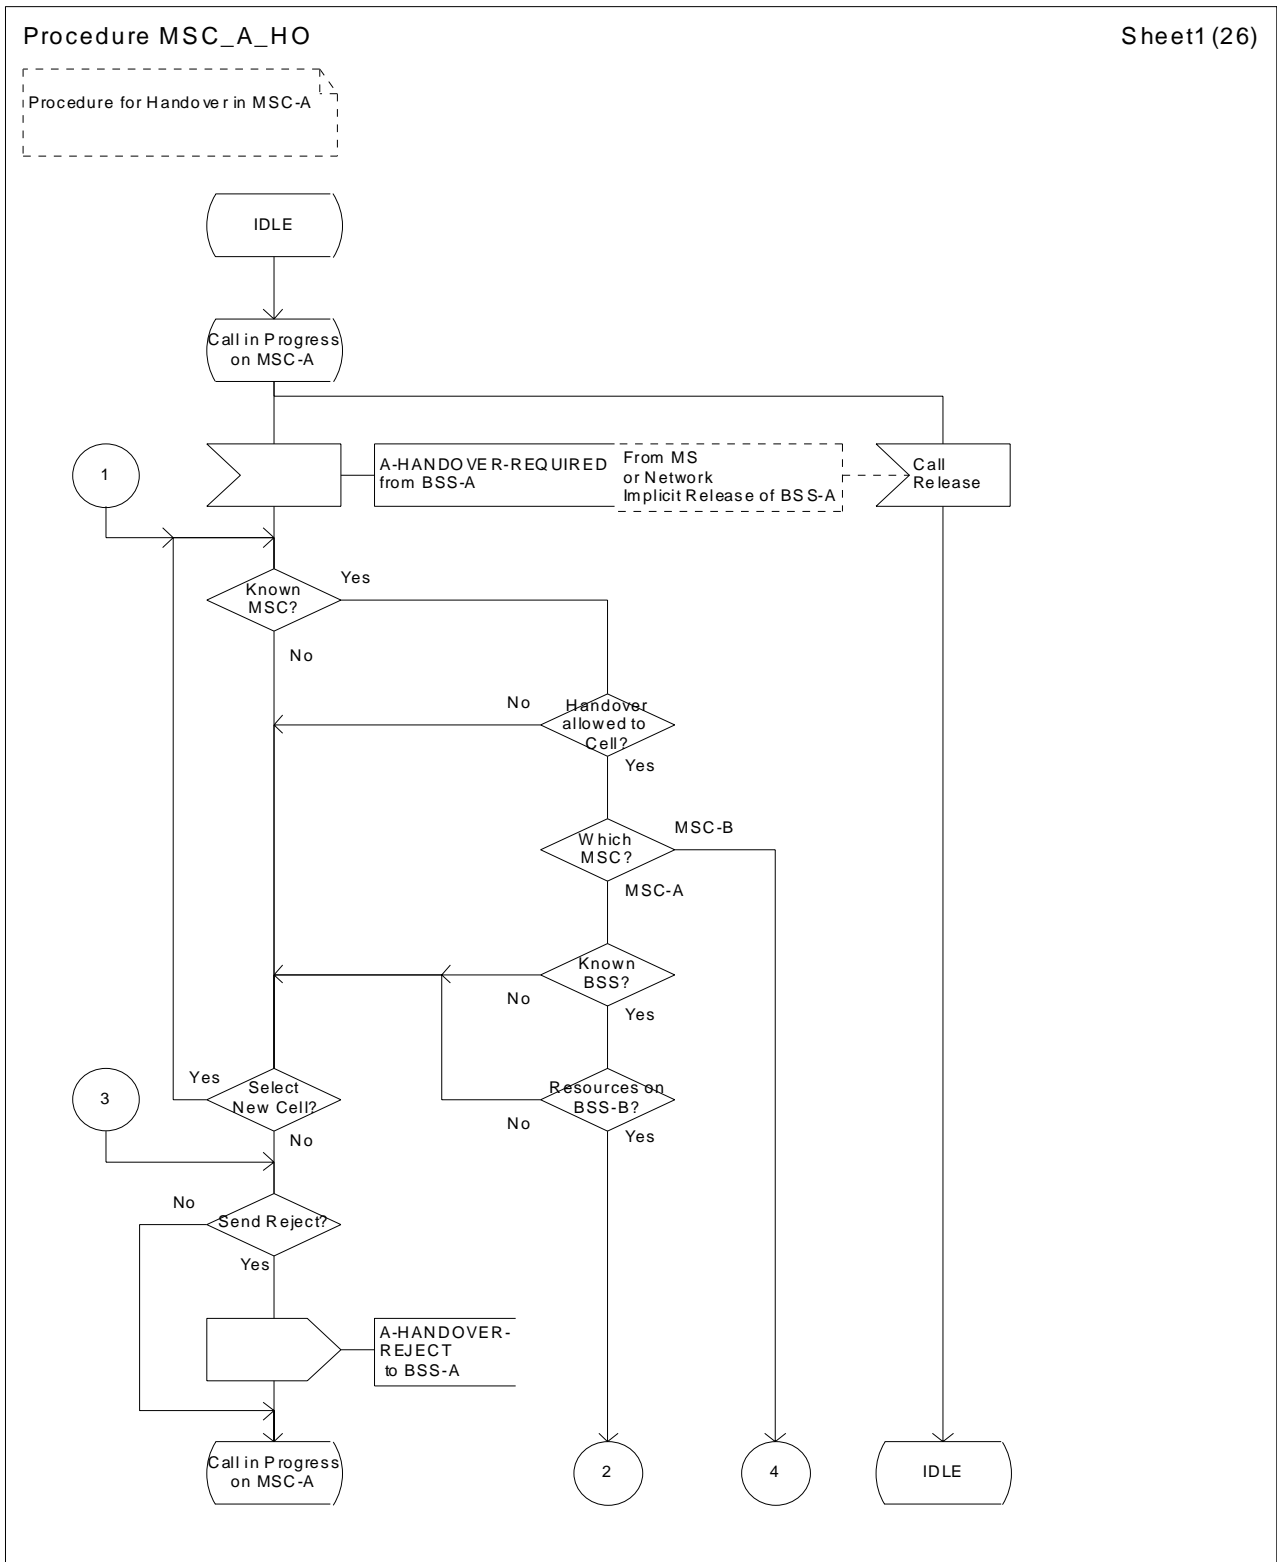 Procedure MSC_A_HO
Sheet1 (26)
Procedure for Handover in MSC-A
IDLE
Call in Progress
on MSC-A
1
A-HANDOVER-REQUIRED
from BSS-A
From MS
or Network
Implicit Release of BSS-A
Call
Release
Known
MSC?
Yes
No
No
Handover
allowed to
Cell?
Yes
Which
MSC?
MSC-B
MSC-A
Known
BSS?
No
Yes
3
Yes
Select
New Cell?
No
Resources on
BSS-B?
No
Yes
No
Send Reject?
Yes
A-HANDOVER-
REJECT
to BSS-A
Call in Progress
on MSC-A
2
4
IDLE